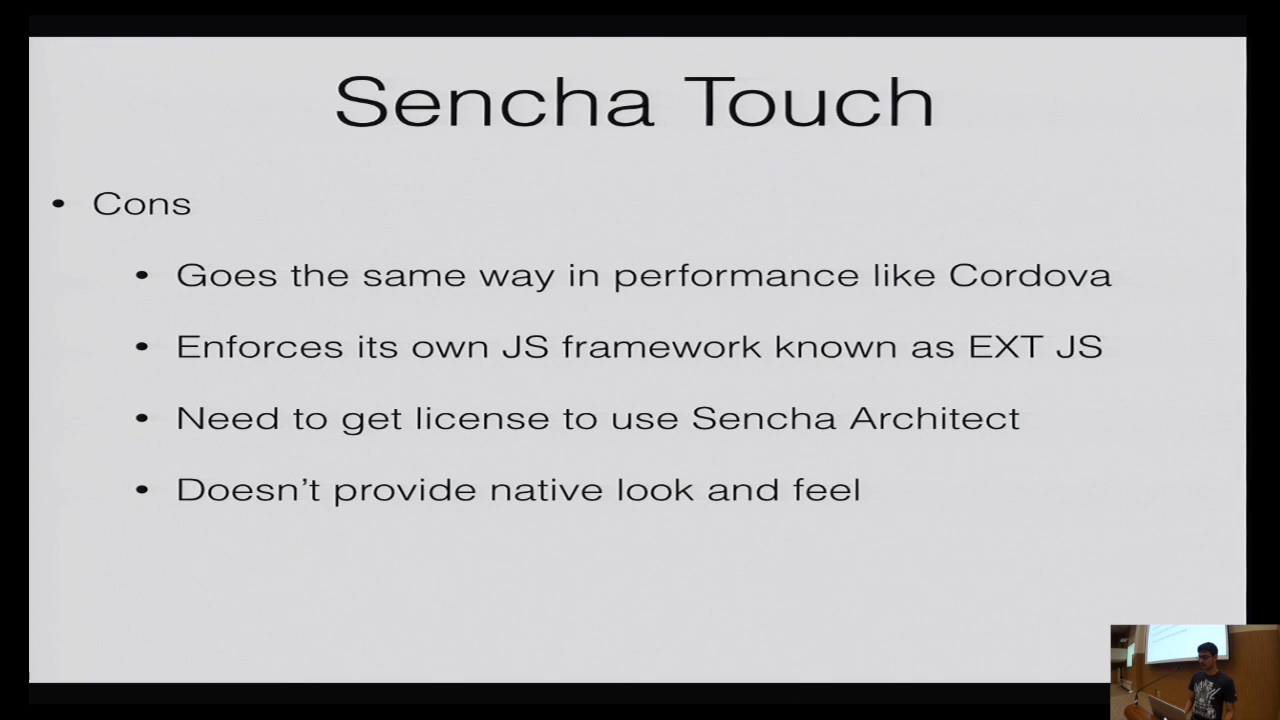 Sencha Touch
• Cons
• Goes the same way in performance like Cordova
• Enforces its own JS framework known as EXT JS
• Need to get license to use Sencha Architect
• Doesn’t provide native look and feel